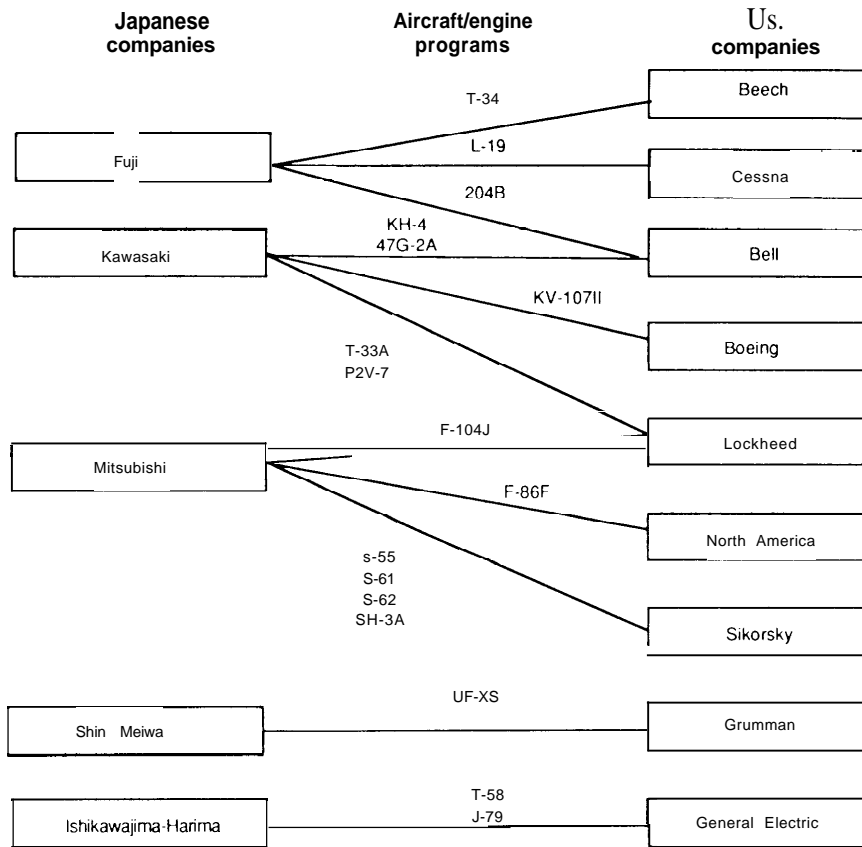 Japanese
companies
Aircraft/engine
programs
Us.
companies
T-34
Beech
Fuji
L-19
Cessna
204B
KH-4
47G-2A
Kawasaki
Bell
KV-107II
Boeing
T-33A
P2V-7
F-104J
Lockheed
Mitsubishi
F-86F
North America
s-55
S-61
S-62
SH-3A
Sikorsky
UF-XS
Shin Meiwa
Grumman
T-58
J-79
Ishikawajima-Harima
General Electric